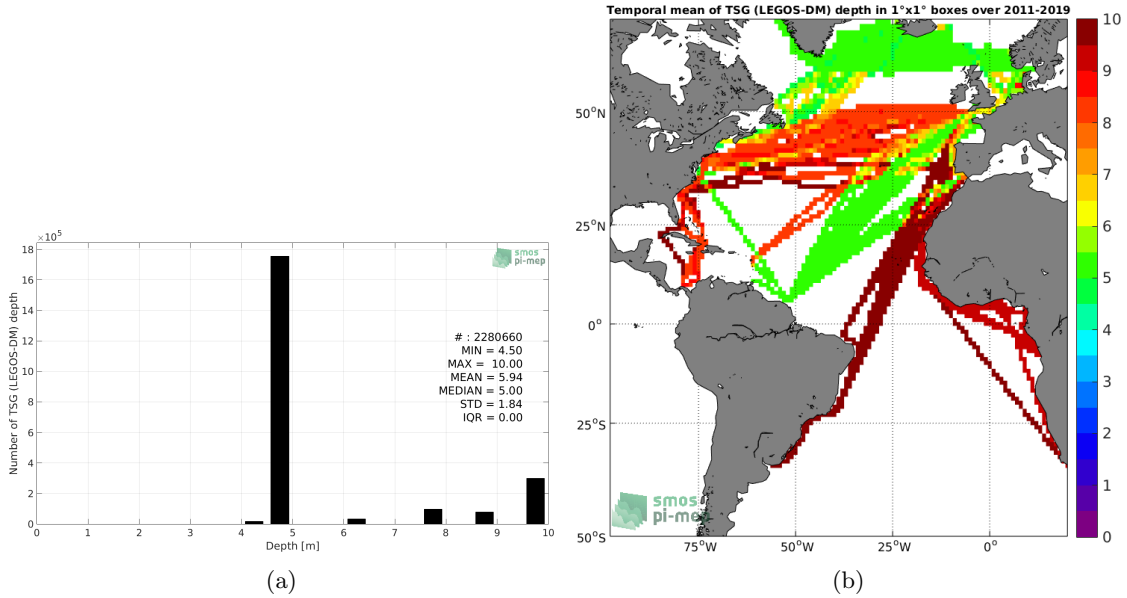 Temporal mean of TSG (LEGOS-DM) depth in 1°x1° boxes over 2011-2019
×10⁵
18
16
14
12
10
8
6
4
2
0
Number of TSG (LEGOS-DM) depth
smos
pi-mep
# : 2280660
MIN = 4.50
MAX = 10.00
MEAN = 5.94
MEDIAN = 5.00
STD = 1.84
IQR = 0.00
0 1 2 3 4 5 6 7 8 9 10
Depth [m]
(a)
50°N
25°N
0°
25°S
50°S
75°W 50°W 25°W 0°
smos
pi-mep
10
9
8
7
6
5
4
3
2
1
0
(b)